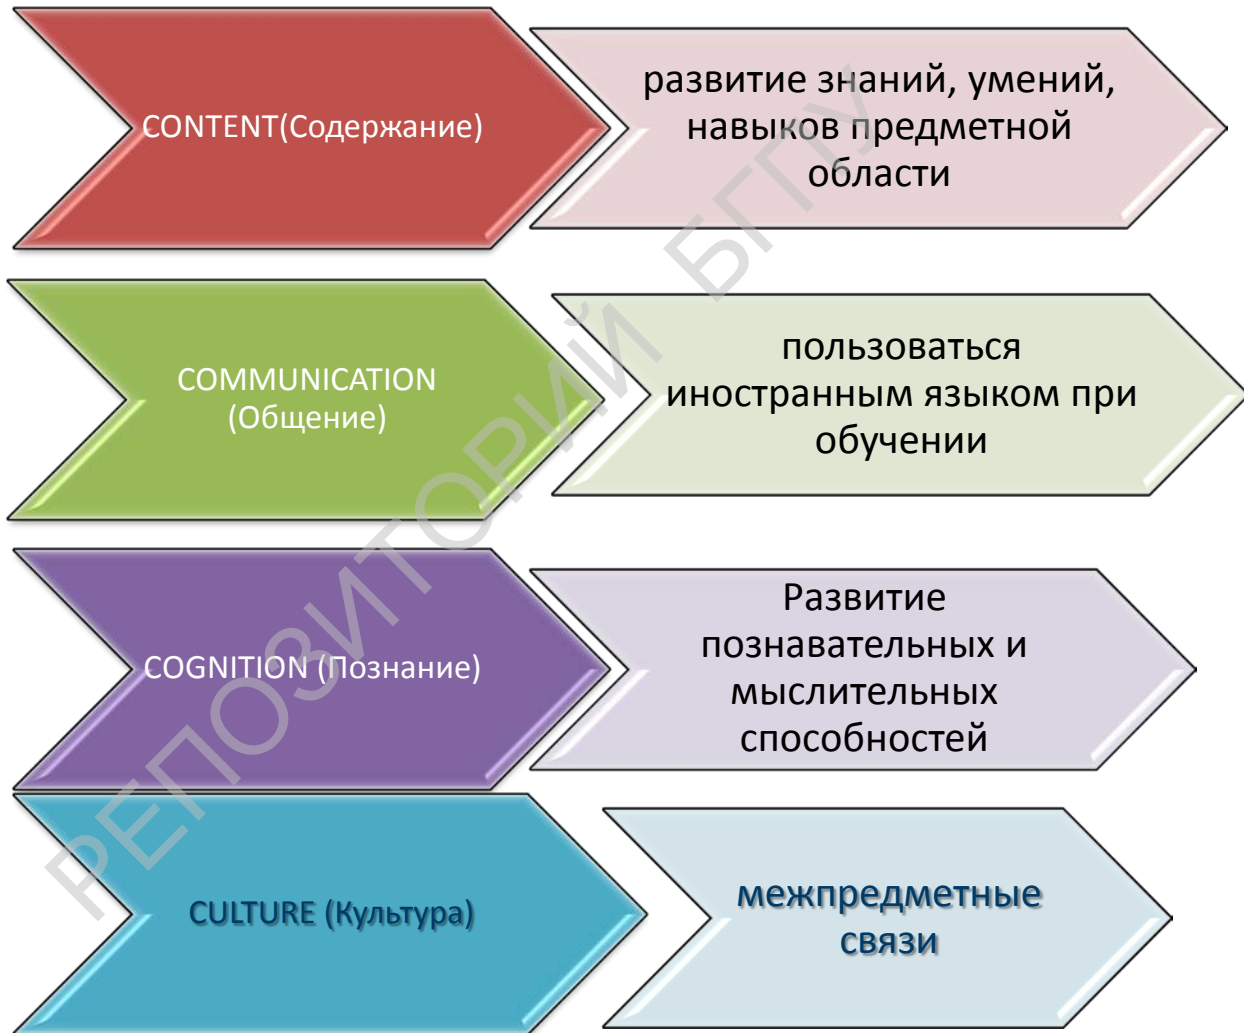 CONTENT(Содержание)
развитие знаний, умений,
навыков предметной
области
COMMUNICATION
(Общение)
пользоваться
иностранным языком при
обучении
COGNITION (Познание)
Развитие
познавательных и
мыслительных
способностей
CULTURE (Культура)
межпредметные
связи
РЕПОЗИТОРИЙ БГПУ